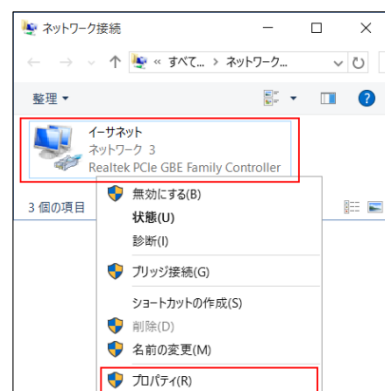 ネットワーク接続
« すべて... › ネットワーク...
整理
イーサネット
ネットワーク 3
Realtek PCIe GBE Family Controller
3 個の項目
無効にする(B)
状態(U)
診断(I)
ブリッジ接続(G)
ショートカットの作成(S)
削除(D)
名前の変更(M)
プロパティ(R)